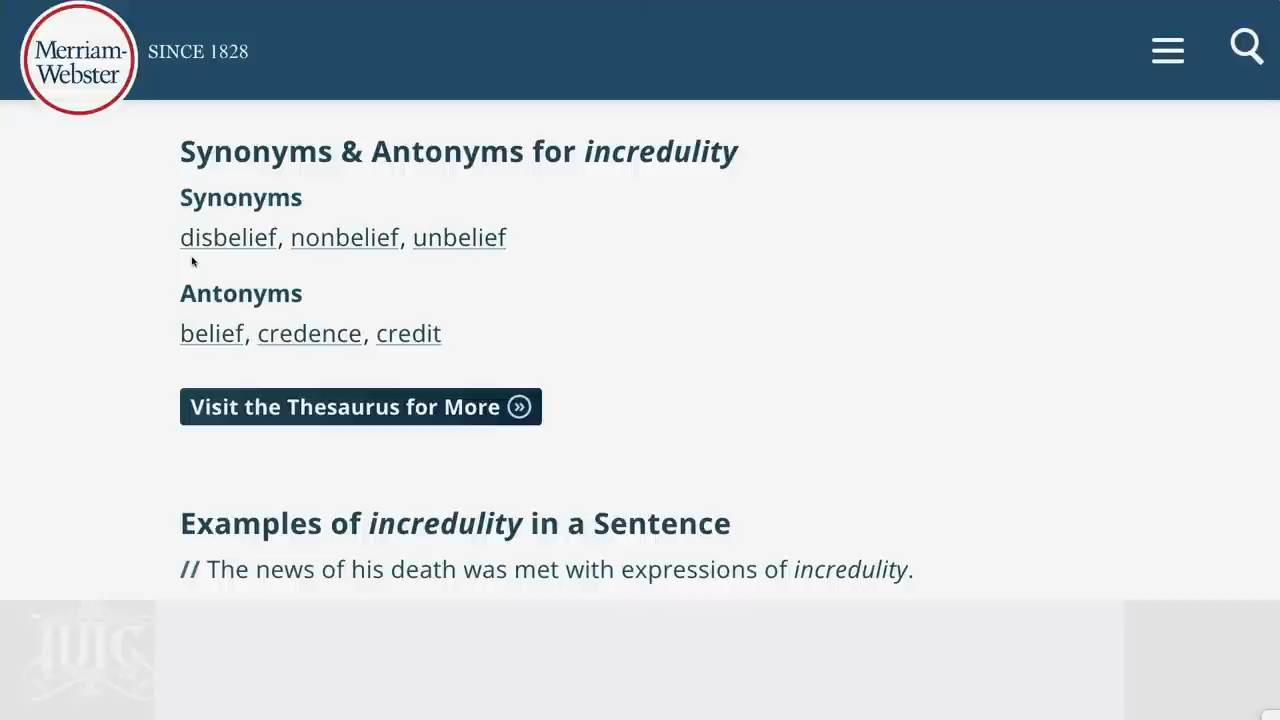 Merriam-
Webster
SINCE 1828
Synonyms & Antonyms for incredulity
Synonyms
disbelief, nonbelief, unbelief
Antonyms
belief, credence, credit
Visit the Thesaurus for More
Examples of incredulity in a Sentence
// The news of his death was met with expressions of incredulity.